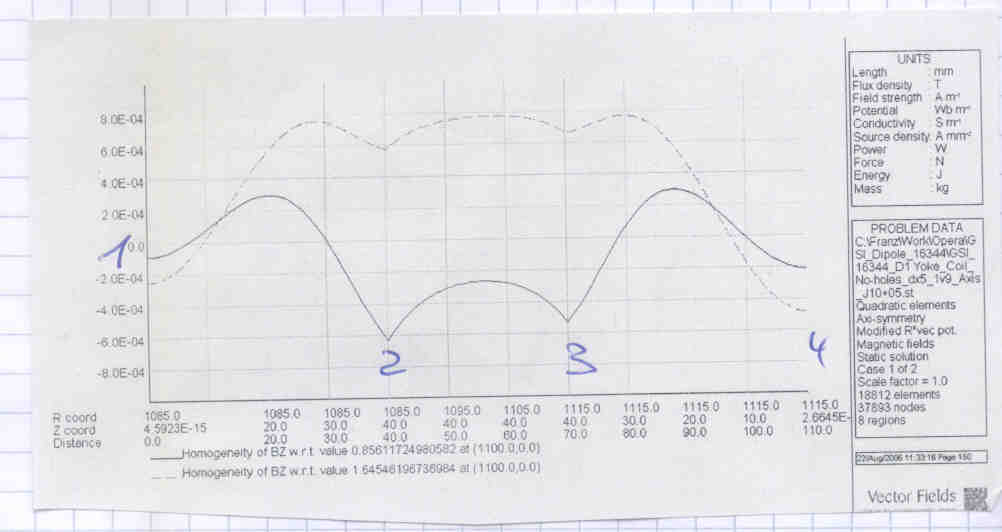 8.0E-04
6.0E-04
4.0E-04
2.0E-04
0.0
-2.0E-04
-4.0E-04
-6.0E-04
-8.0E-04
1
2
3
4
R coord 1085.0 1085.0 1085.0 1085.0 1095.0 1105.0 1115.0 1115.0 1115.0 1115.0 1115.0
Z coord 4.5923E-15 20.0 30.0 40.0 40.0 40.0 40.0 30.0 20.0 10.0 2.6645E-
Distance 0.0 20.0 30.0 40.0 50.0 60.0 70.0 80.0 90.0 100.0 110.0
Homogeneity of BZ w.r.t. value 0.85611724980582 at (1100.0,0.0)
Homogeneity of BZ w.r.t. value 1.64546196736984 at (1100.0,0.0)
UNITS
Length : mm
Flux density : T
Field strength : A m⁻¹
Potential : Wb m⁻¹
Conductivity : S m⁻¹
Source density: A mm⁻²
Power : W
Force : N
Energy : J
Mass : kg
PROBLEM DATA
C:\Franz\Work\Opera\G
SI_Dipole_16344\GSI_
16344_D1 Yoke_Coil_
No-holes_dx5_1v9_Axis
_J10+05.st
Quadratic elements
Axi-symmetry
Modified R*vec pot.
Magnetic fields
Static solution
Case 1 of 2
Scale factor = 1.0
18812 elements
37893 nodes
8 regions
22/Aug/2006 11:33:16 Page 150
Vector Fields